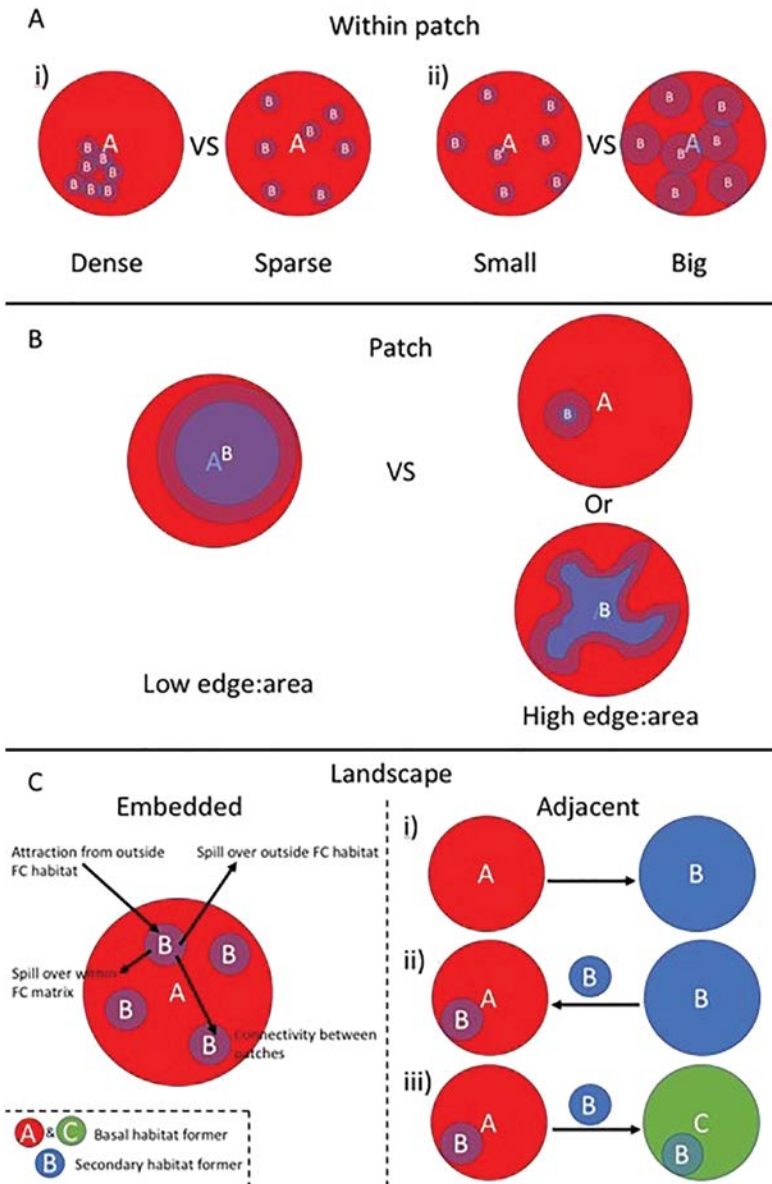 A
Within patch
i)
ii)
A
B
B
B
B
B
B
B
B
VS
A
B
B
B
B
B
B
B
A
B
B
B
B
B
B
B
VS
A
B
B
B
B
B
B
B
Dense
Sparse
Small
Big
B
Patch
A B
VS
A
B
Or
B
Low edge:area
High edge:area
C
Landscape
Embedded
Adjacent
Attraction from outside
FC habitat
Spill over outside FC habitat
B
B
Spill over within
FC matrix
A
B
B
Connectivity between
patches
i)
A
B
ii)
A
B
B
B
iii)
A
B
B
C
B
A & C Basal habitat former
B Secondary habitat former